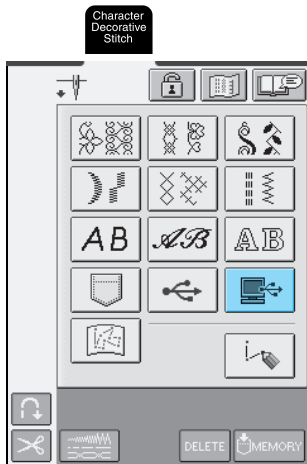 Character
Decorative
Stitch
AB
AB
AB
DELETE
MEMORY